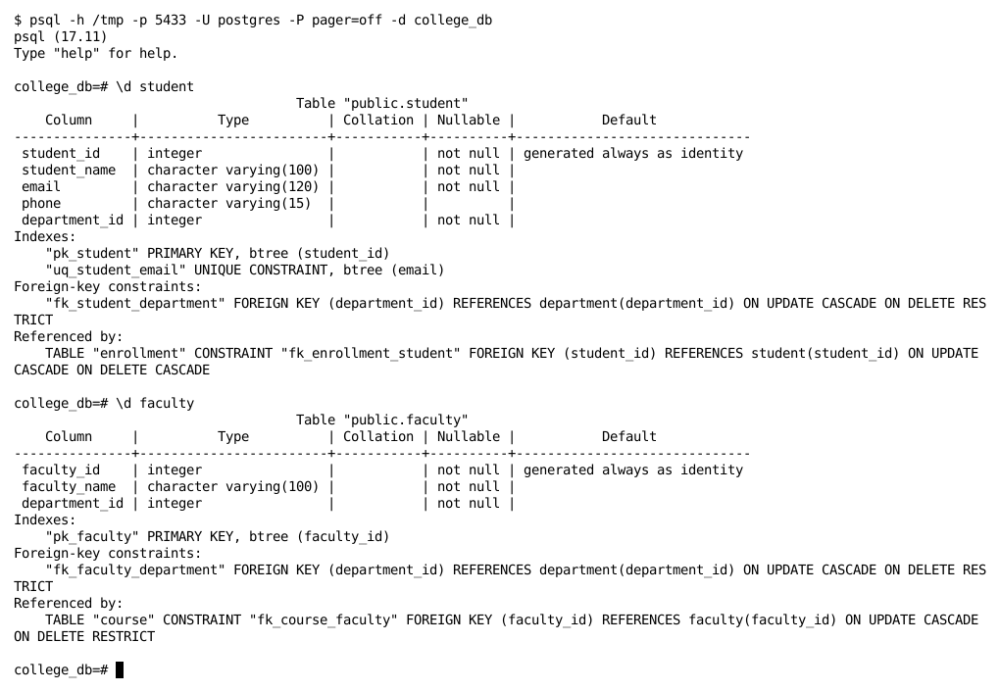 $ psql -h /tmp -p 5433 -U postgres -P pager=off -d college_db
psql (17.11)
Type "help" for help.

college_db=# \d student
                                    Table "public.student"
    Column     |          Type          | Collation | Nullable |           Default            
---------------+------------------------+-----------+----------+------------------------------
 student_id    | integer                |           | not null | generated always as identity
 student_name  | character varying(100) |           | not null | 
 email         | character varying(120) |           | not null | 
 phone         | character varying(15)  |           |          | 
 department_id | integer                |           | not null | 
Indexes:
    "pk_student" PRIMARY KEY, btree (student_id)
    "uq_student_email" UNIQUE CONSTRAINT, btree (email)
Foreign-key constraints:
    "fk_student_department" FOREIGN KEY (department_id) REFERENCES department(department_id) ON UPDATE CASCADE ON DELETE RES
TRICT
Referenced by:
    TABLE "enrollment" CONSTRAINT "fk_enrollment_student" FOREIGN KEY (student_id) REFERENCES student(student_id) ON UPDATE
CASCADE ON DELETE CASCADE

college_db=# \d faculty
                                    Table "public.faculty"
    Column     |          Type          | Collation | Nullable |           Default            
---------------+------------------------+-----------+----------+------------------------------
 faculty_id    | integer                |           | not null | generated always as identity
 faculty_name  | character varying(100) |           | not null | 
 department_id | integer                |           | not null | 
Indexes:
    "pk_faculty" PRIMARY KEY, btree (faculty_id)
Foreign-key constraints:
    "fk_faculty_department" FOREIGN KEY (department_id) REFERENCES department(department_id) ON UPDATE CASCADE ON DELETE RES
TRICT
Referenced by:
    TABLE "course" CONSTRAINT "fk_course_faculty" FOREIGN KEY (faculty_id) REFERENCES faculty(faculty_id) ON UPDATE CASCADE
ON DELETE RESTRICT

college_db=#